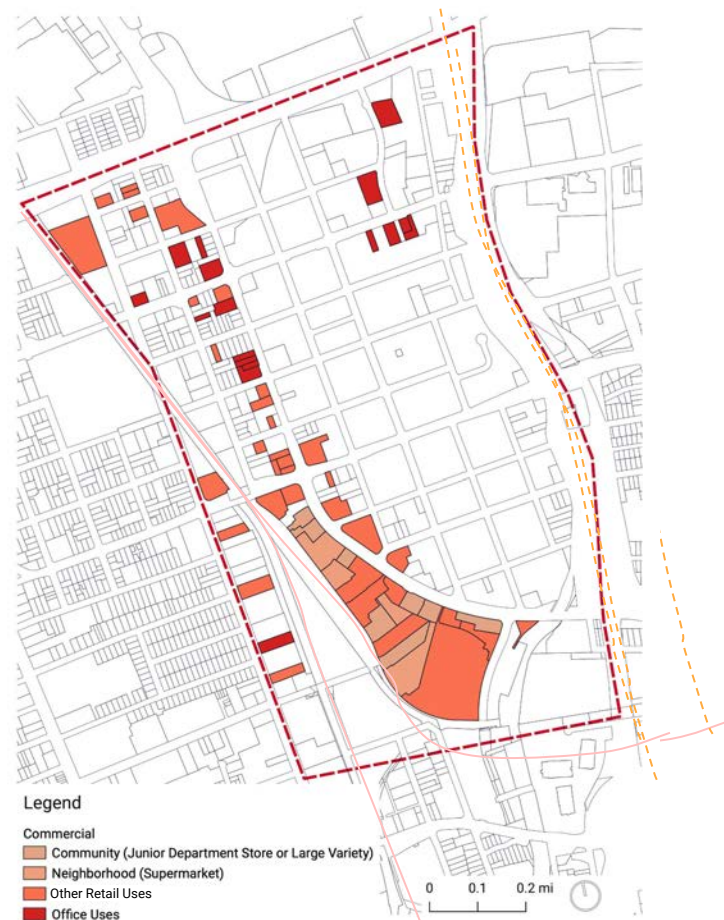 Legend
Commercial
Community (Junior Department Store or Large Variety)
Neighborhood (Supermarket)
Other Retail Uses
Office Uses
0 0.1 0.2 mi